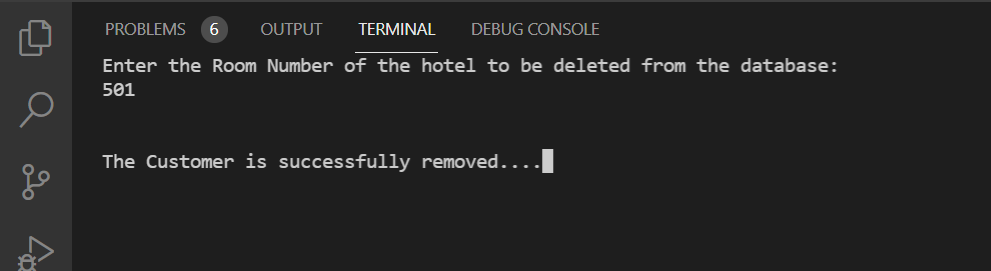 PROBLEMS 6 OUTPUT TERMINAL DEBUG CONSOLE
Enter the Room Number of the hotel to be deleted from the database:
501
The Customer is successfully removed....